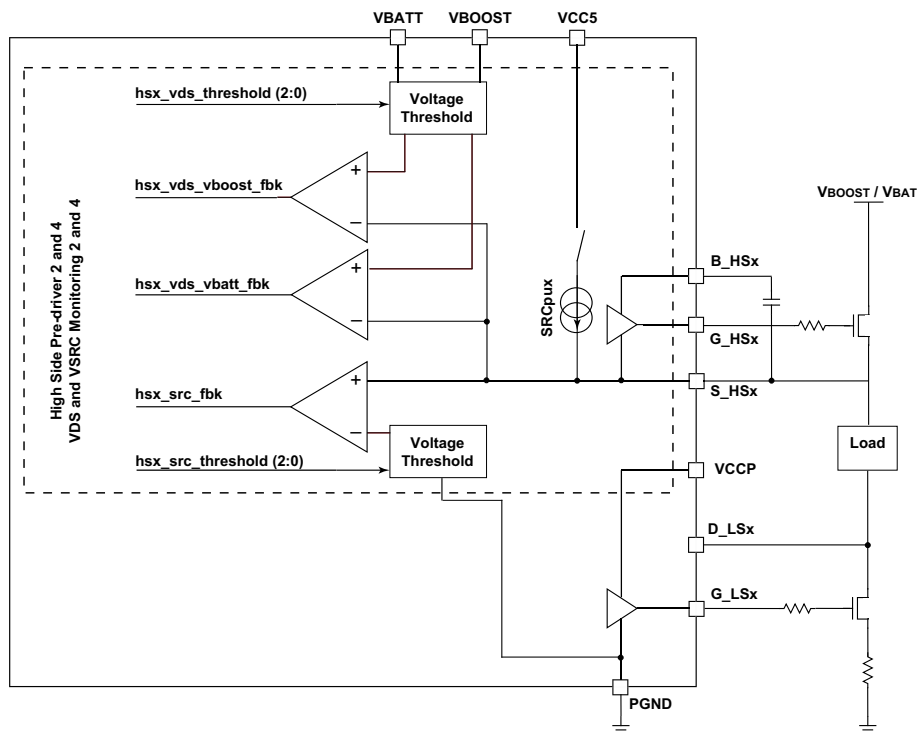 VBATT
VBOOST
VCC5
hsx_vds_threshold (2:0)
Voltage
Threshold
+
hsx_vds_vboost_fbk
−
VBOOST / VBAT
High Side Pre-driver 2 and 4
VDS and VSRC Monitoring 2 and 4
B_HSx
+
hsx_vds_vbatt_fbk
−
SRCpux
G_HSx
+
S_HSx
hsx_src_fbk
−
Voltage
Threshold
Load
hsx_src_threshold (2:0)
VCCP
D_LSx
G_LSx
PGND